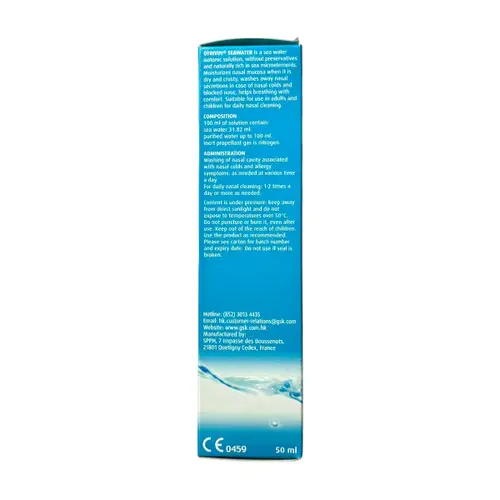 Otrivin® SEAWATER is a sea water
isotonic solution, without preservatives
and naturally rich in sea microelements.
Moisturizes nasal mucosa when it is
dry and crusty, washes away nasal
secretions in case of nasal colds and
blocked nose, helps breathing with
comfort. Suitable for use in adults and
children for daily nasal cleaning.
COMPOSITION
100 ml of solution contain:
sea water 31.82 ml
purified water up to 100 ml
Inert propellant gas is nitrogen
ADMINISTRATION
Washing of nasal cavity associated
with nasal colds and allergy
symptoms: as needed at various time
a day
For daily nasal cleaning: 1-2 times a
day or more as needed.
Content is under pressure: keep away
from direct sunlight and do not
expose to temperatures over 50°C.
Do not puncture or burn it, even after
use. Keep out of the reach of children.
Use the product as recommended.
Please see carton for batch number
and expiry date. Do not use if seal is
broken.
Hotline: (852) 3013 4435
Email: hk.customer-relations@gsk.com
Website: www.gsk.com.hk
Manufactured by:
SPPH, 7 Impasse des Boussenots,
21801 Quetigny Cedex, France
CE 0459
50 ml